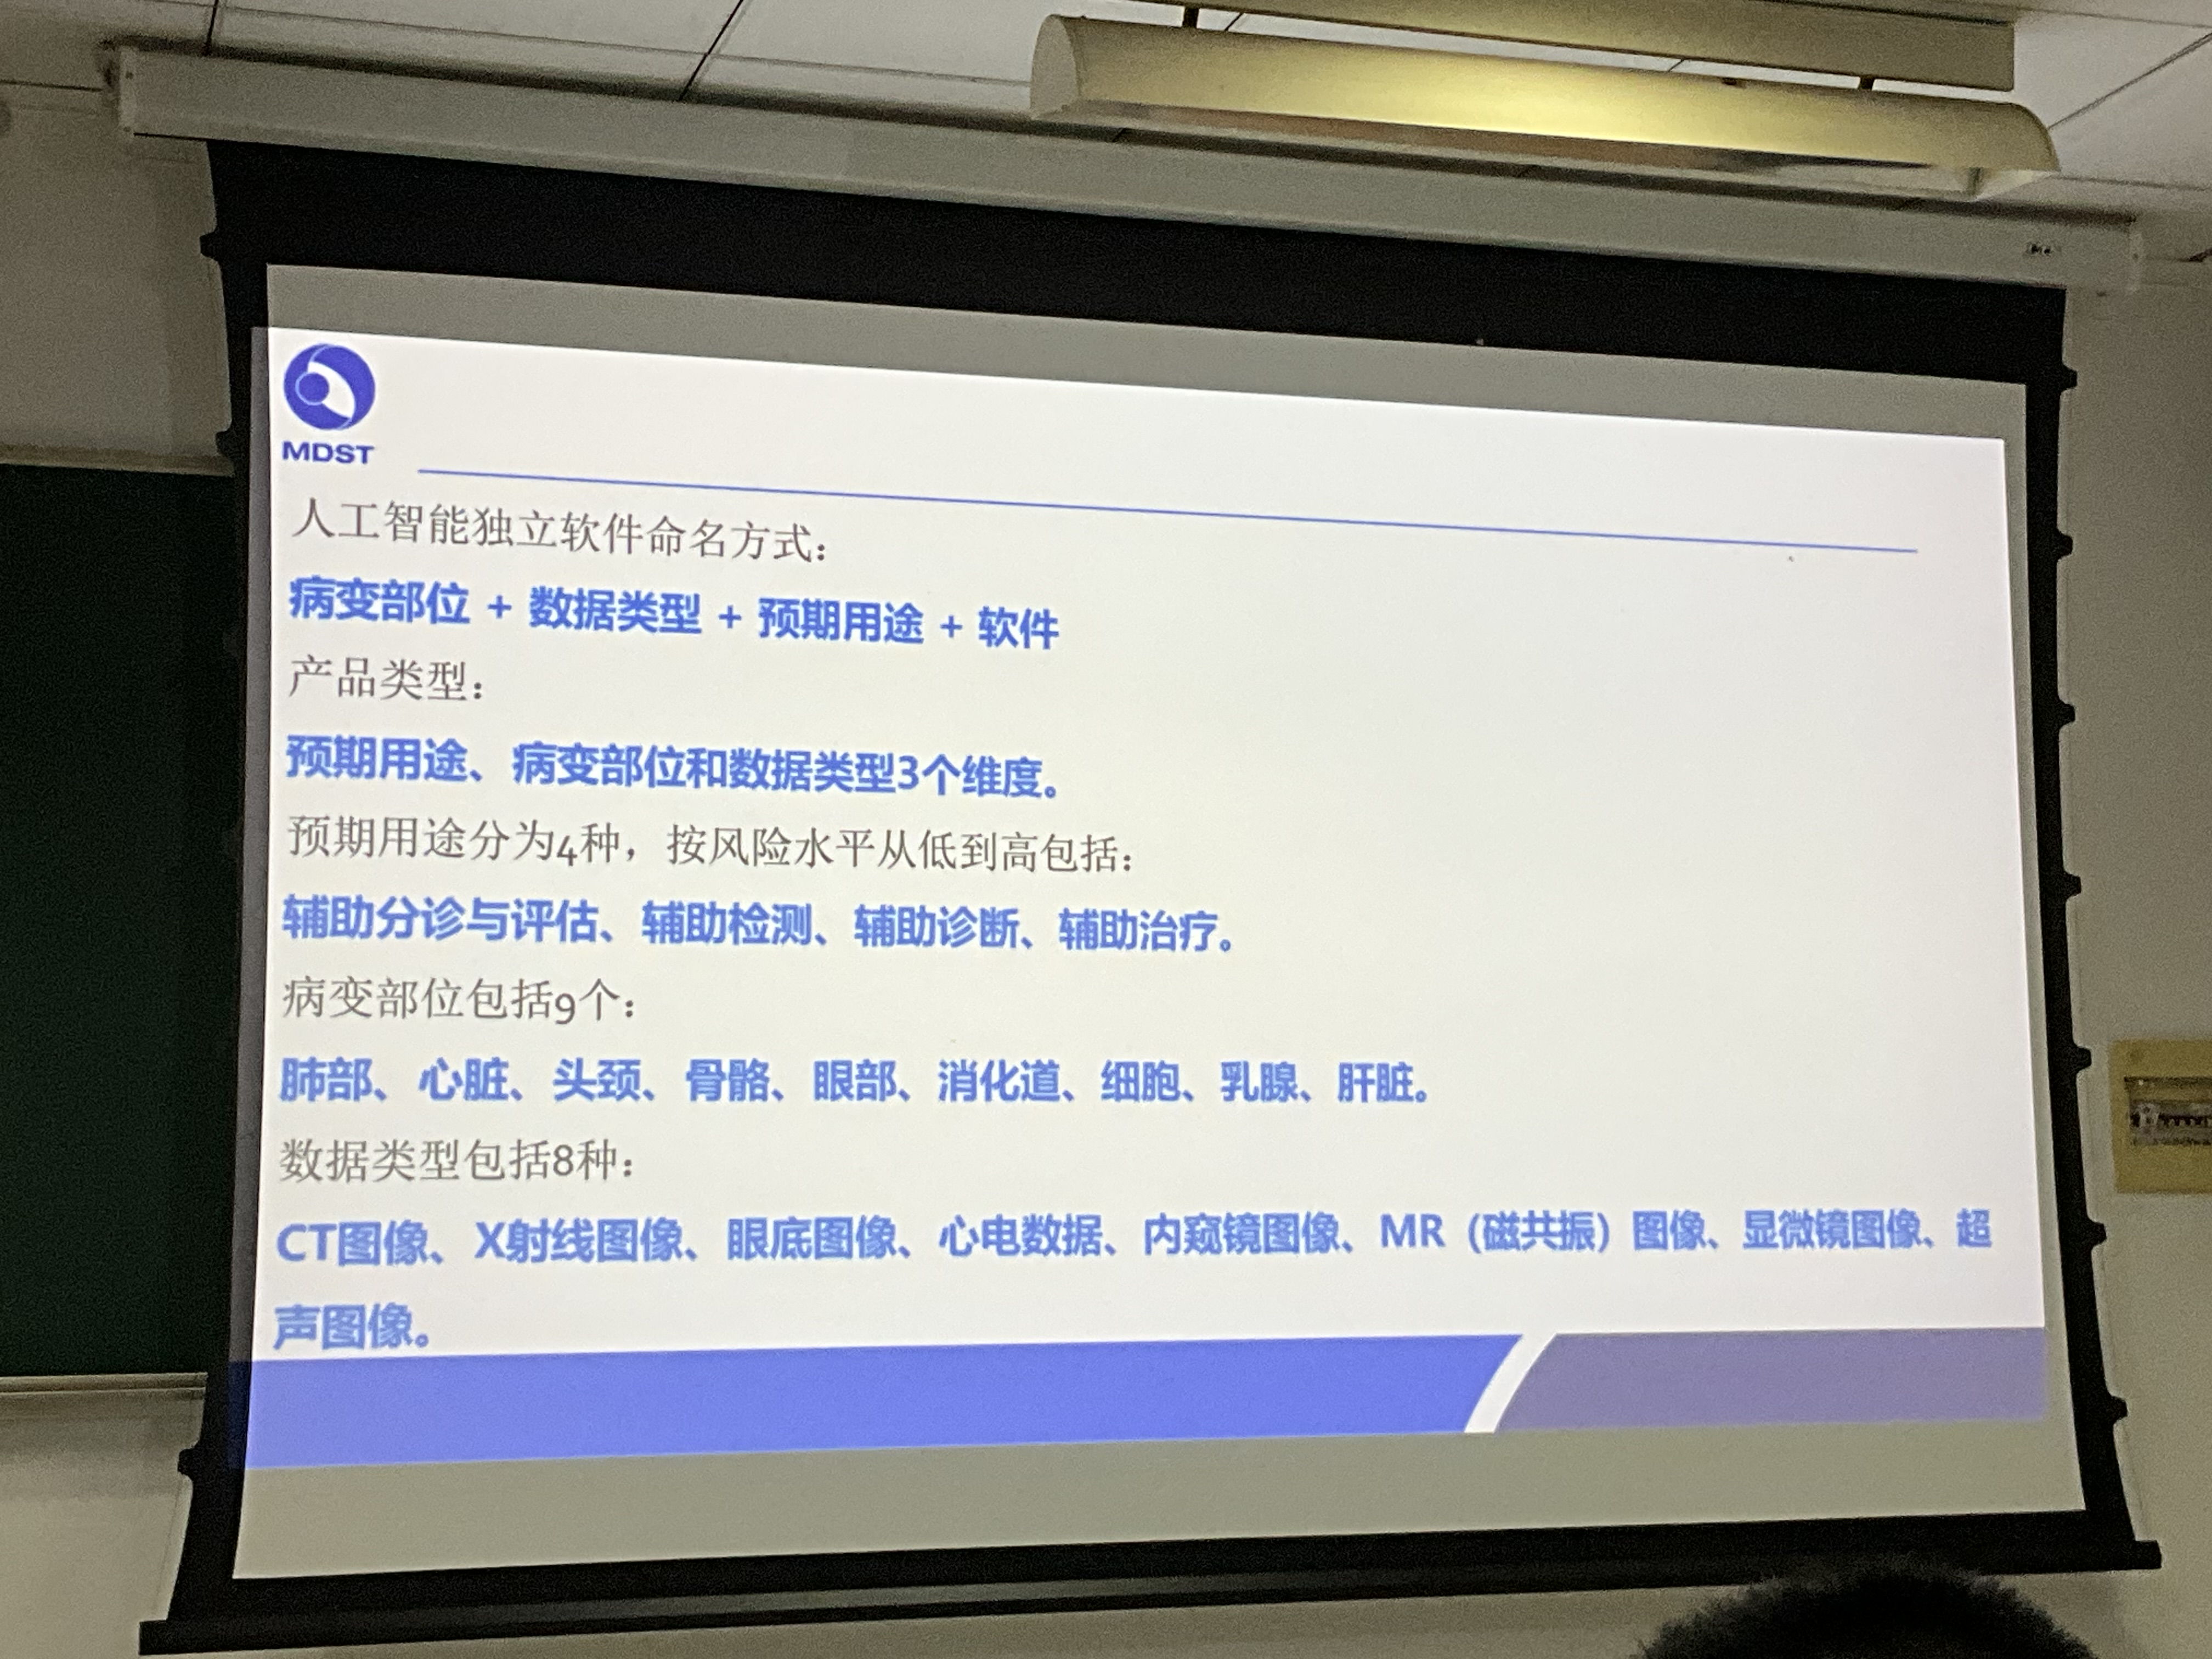 MDST
人工智能独立软件命名方式：
病变部位 + 数据类型 + 预期用途 + 软件
产品类型：
预期用途、病变部位和数据类型3个维度。
预期用途分为4种，按风险水平从低到高包括：
辅助分诊与评估、辅助检测、辅助诊断、辅助治疗。
病变部位包括9个：
肺部、心脏、头颈、骨骼、眼部、消化道、细胞、乳腺、肝脏。
数据类型包括8种：
CT图像、X射线图像、眼底图像、心电数据、内窥镜图像、MR（磁共振）图像、显微镜图像、超
声图像。